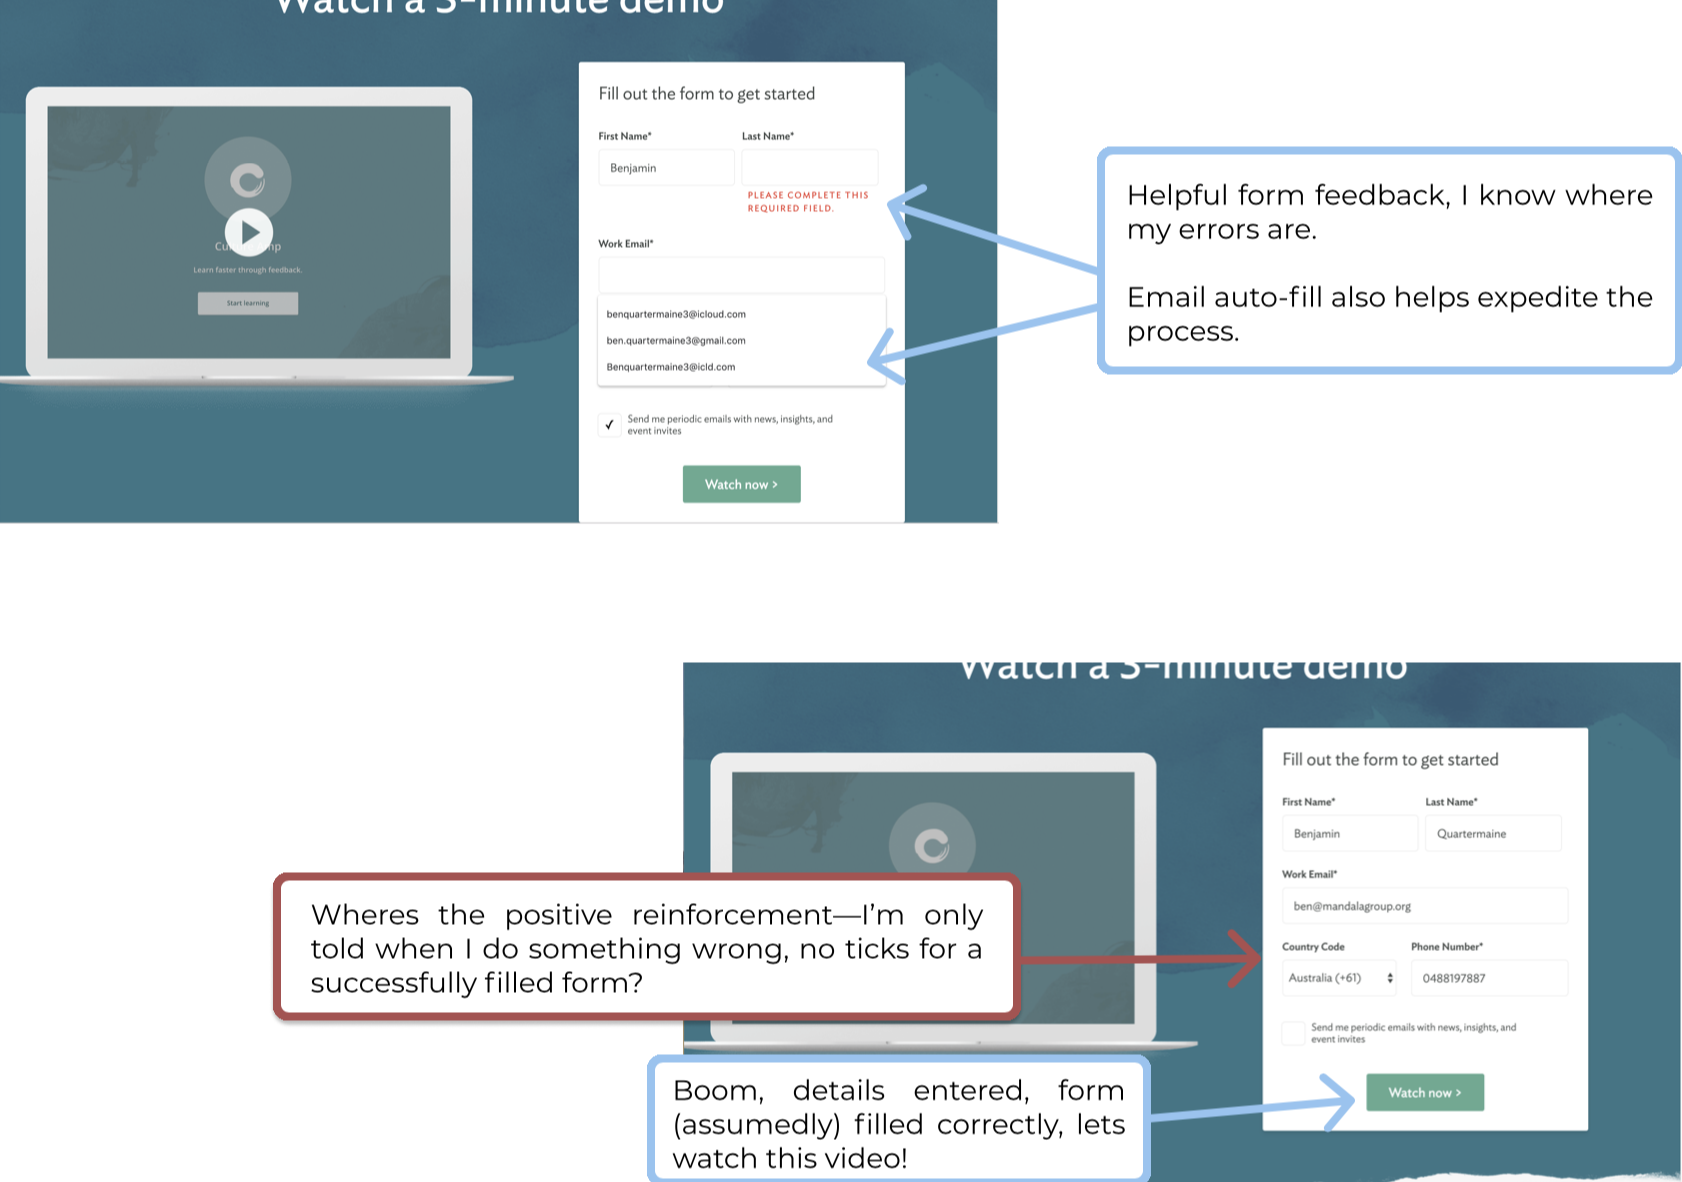 Watch a 3-minute demo
Fill out the form to get started
First Name* Last Name*
Benjamin
PLEASE COMPLETE THIS
REQUIRED FIELD.
Work Email*
benquartermaine3@icloud.com
ben.quartermaine3@gmail.com
Benquartermaine3@icld.com
Send me periodic emails with news, insights, and
event invites
Watch now >
Learn faster through feedback.
Start learning
Helpful form feedback, I know where
my errors are.
Email auto-fill also helps expedite the
process.
Watch a 3-minute demo
Fill out the form to get started
First Name* Last Name*
Benjamin Quartermaine
Work Email*
ben@mandalagroup.org
Country Code Phone Number*
Australia (+61) 0488197887
Send me periodic emails with news, insights, and
event invites
Watch now >
Wheres the positive reinforcement—I'm only
told when I do something wrong, no ticks for a
successfully filled form?
Boom, details entered, form
(assumedly) filled correctly, lets
watch this video!